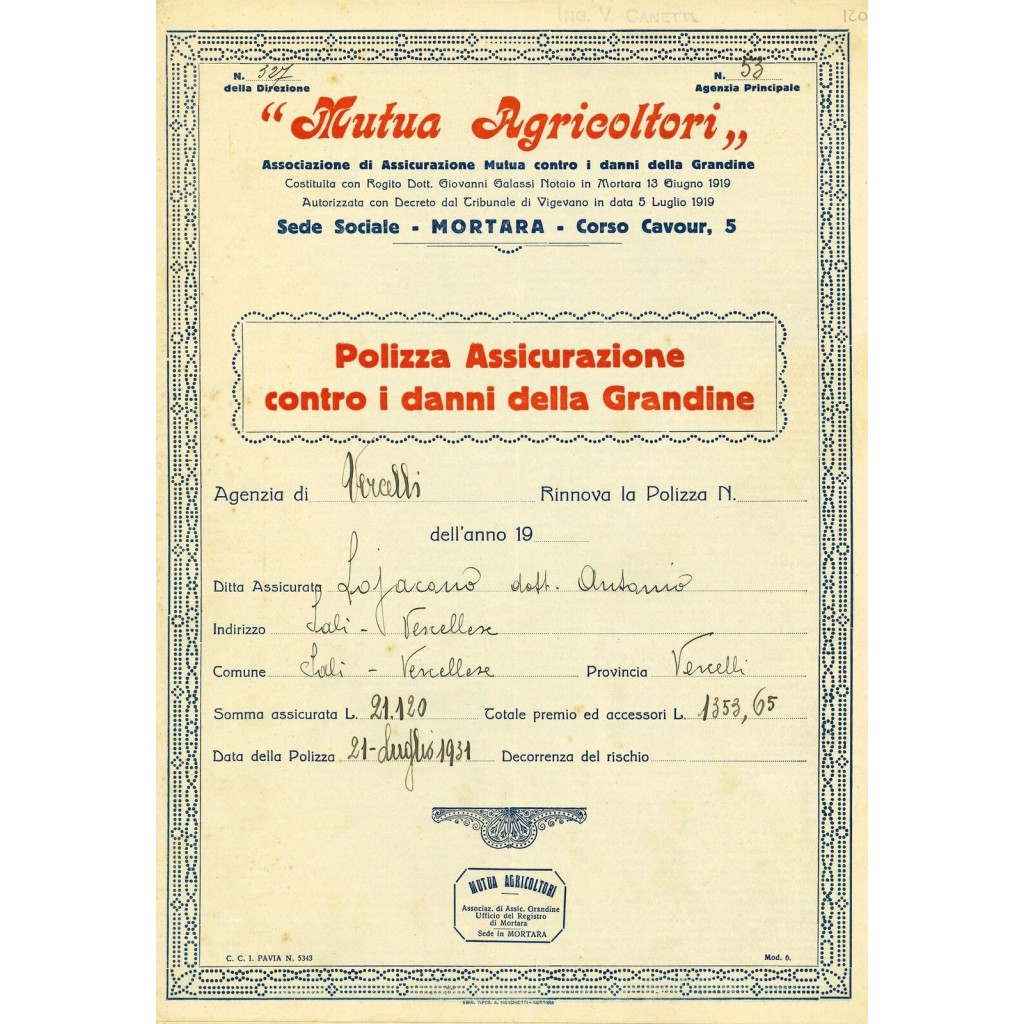 ING. V. CANETTI
120
N. 327
della Direzione
N. 53
Agenzia Principale
“Mutua Agricoltori„
Associazione di Assicurazione Mutua contro i danni della Grandine
Costituita con Rogito Dott. Giovanni Galassi Notaio in Mortara 13 Giugno 1919
Autorizzata con Decreto dal Tribunale di Vigevano in data 5 Luglio 1919
Sede Sociale - MORTARA - Corso Cavour, 5
Polizza Assicurazione
contro i danni della Grandine
Agenzia di Vercelli Rinnova la Polizza N.
dell'anno 19
Ditta Assicurata Lojacono dott. Antonio
Indirizzo Sali - Vercellese
Comune Sali - Vercellese Provincia Vercelli
Somma assicurata L. 21.120 Totale premio ed accessori L. 1353,65
Data della Polizza 21 - Luglio 1931 Decorrenza del rischio
MUTUA AGRICOLTORI
Associaz. di Assic. Grandine
Ufficio del Registro
di Mortara
Sede in MORTARA
C. C. I. PAVIA N. 5343
Mod. 6.
TIPOG. A. - MORTARA